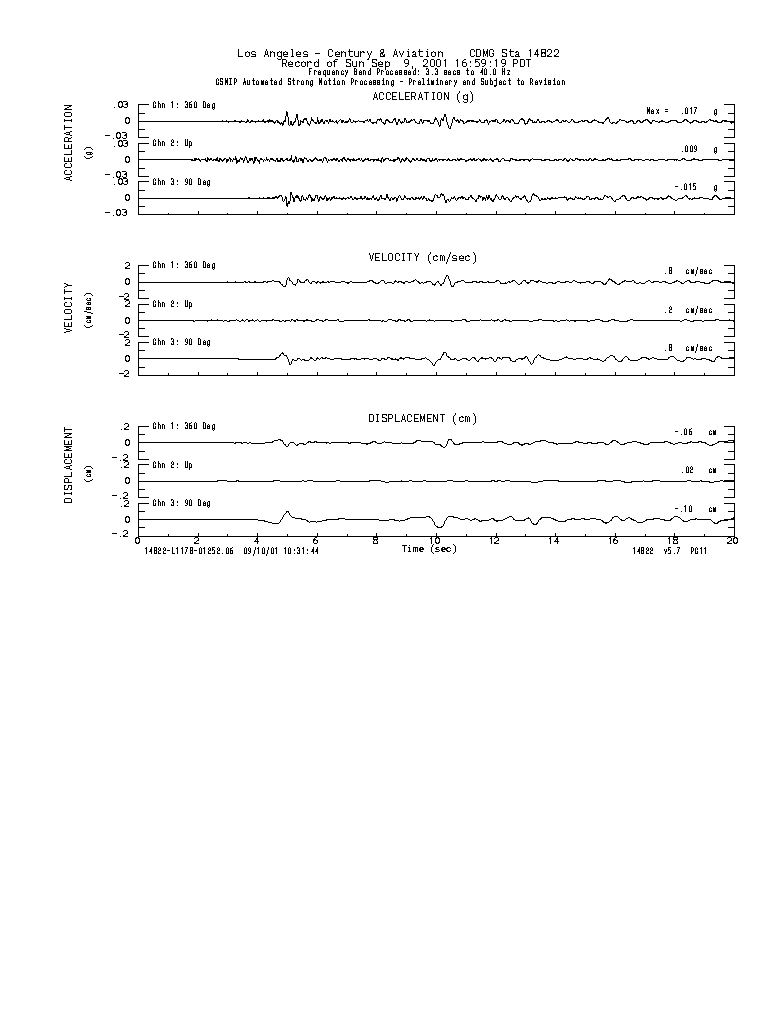 Los Angeles - Century & Aviation CDMG Sta 14822
Record of Sun Sep 9, 2001 16:59:19 PDT
Frequency Band Processed: 3.3 secs to 40.0 Hz
CSMIP Automated Strong Motion Processing - Preliminary and Subject to Revision
ACCELERATION (g)
ACCELERATION
(g)
.03 Chn 1: 360 Deg Max = .017 g
0
-.03
.03 Chn 2: Up .009 g
0
-.03
.03 Chn 3: 90 Deg -.015 g
0
-.03
VELOCITY (cm/sec)
VELOCITY
(cm/sec)
2 Chn 1: 360 Deg .8 cm/sec
0
-2
2 Chn 2: Up .2 cm/sec
0
-2
2 Chn 3: 90 Deg .8 cm/sec
0
-2
DISPLACEMENT (cm)
DISPLACEMENT
(cm)
.2 Chn 1: 360 Deg -.06 cm
0
-.2
.2 Chn 2: Up .02 cm
0
-.2
.2 Chn 3: 90 Deg -.10 cm
0
-.2
0 2 4 6 8 10 12 14 16 18 20
Time (sec)
14822-L1178-01252.06 09/10/01 10:31:44 14822 v5.7 PC11